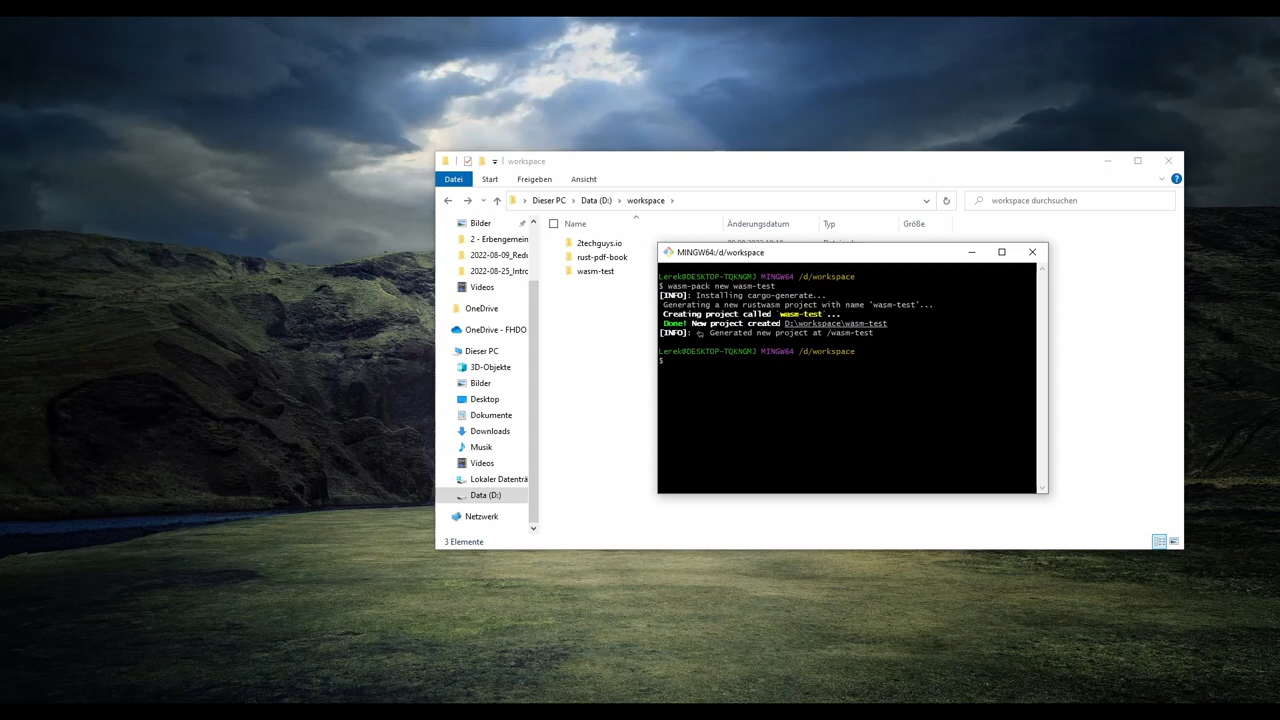 workspace
Datei Start Freigeben Ansicht
Dieser PC Data (D:) workspace
workspace durchsuchen
Name Änderungsdatum Typ Größe
Bilder
2 - Erbengemein
2022-08-09_Redu
2022-08-25_Intro
Videos
OneDrive
OneDrive - FHDO
Dieser PC
3D-Objekte
Bilder
Desktop
Dokumente
Downloads
Musik
Videos
Lokaler Datenträ
Data (D:)
Netzwerk
2techguys.io
rust-pdf-book
wasm-test
3 Elemente
MINGW64:/d/workspace
Lerek@DESKTOP-TQKNGMJ MINGW64 /d/workspace
$ wasm-pack new wasm-test
[INFO]: Installing cargo-generate...
Generating a new rustwasm project with name 'wasm-test'...
Creating project called `wasm-test`...
Done! New project created D:\workspace\wasm-test
[INFO]: Generated new project at /wasm-test
Lerek@DESKTOP-TQKNGMJ MINGW64 /d/workspace
$